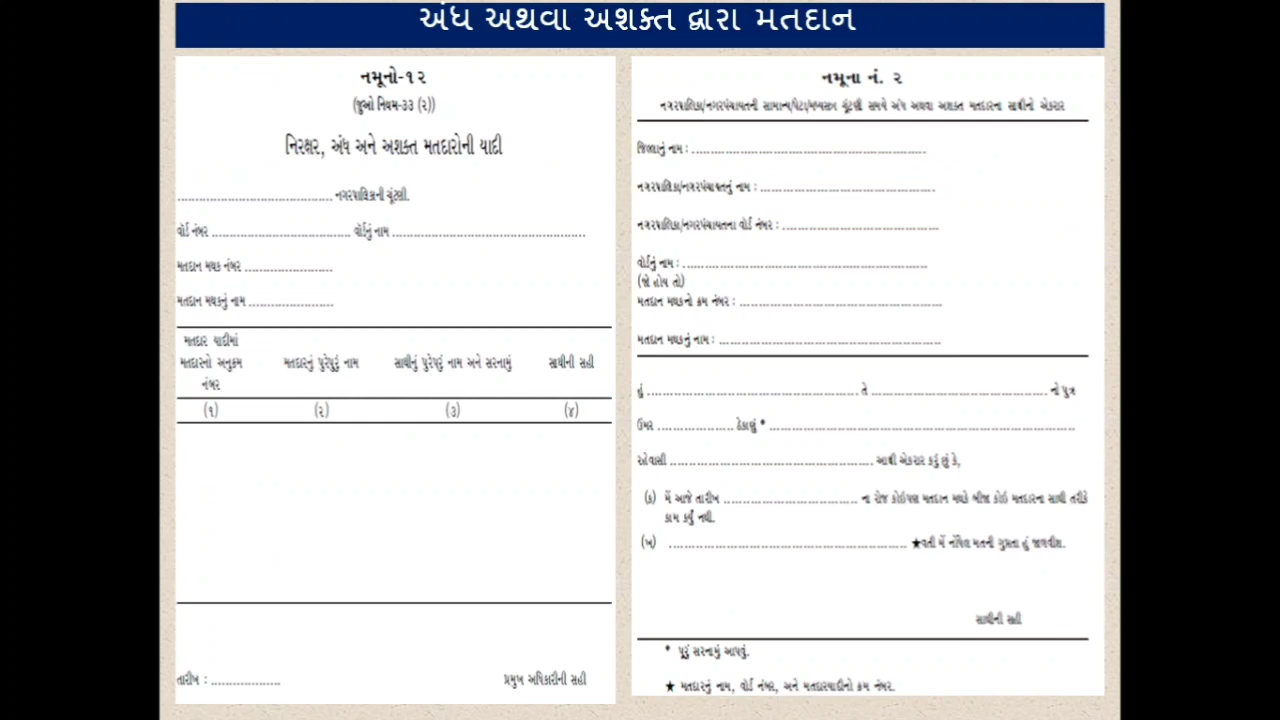 અંધ અથવા અશક્ત દ્વારા મતદાન
નમૂનો-૧૨
(જુઓ નિયમ-૩૩ (૨))
નિરક્ષર, અંધ અને અશક્ત મતદારોની યાદી
............................................ નગરપાલિકાની ચૂંટણી.
વૉર્ડ નંબર ........................................ વૉર્ડનું નામ ........................................................
મતદાન મથક નંબર .........................
મતદાન મથકનું નામ ........................
મતદાર યાદીમાં
મતદારનો અનુક્રમ મતદારનું પુરેપુરૂં નામ સાથીનું પુરેપરૂં નામ અને સરનામું સાથીની સહી
નંબર
(૧) (૨) (૩) (૪)
તારીખ : ....................
પ્રમુખ અધિકારીની સહી
નમૂના નં. ૨
નગરપાલિકા/નગરપંચાયતની સામાન્ય/પેટા/મધ્યસત્ર ચૂંટણી સમયે અંધ અથવા અશક્ત મતદારના સાથીનો એકરાર
જિલ્લાનું નામ : ....................................................................
નગરપાલિકા/નગરપંચાયતનું નામ : ..................................................
નગરપાલિકા/નગરપંચાયતના વોર્ડ નંબર : .............................................
વોર્ડનું નામ : ......................................................................
(જો હોય તો)
મતદાન મથકનો ક્રમ નંબર : ..........................................................
મતદાન મથકનું નામ : ...............................................................
હું ............................................................. તે .................................................. નો પુત્ર
ઉંમર ...................... ઠેકાણું * ........................................................................................
રહેવાસી .......................................................... આથી એકરાર કરૂં છું કે,
(ક) મેં આજે તારીખ ....................................... ના રોજ કોઇપણ મતદાન મથકે બીજા કોઇ મતદારના સાથી તરીકે
કામ કર્યું નથી.
(ખ) .................................................................... ★વતી મેં નોંધેલ મતની ગુપ્તતા હું જાળવીશ.
સાથીની સહી
* પૂરૂં સરનામું આપવું.
★ મતદારનું નામ, વોર્ડ નંબર, અને મતદારયાદીનો ક્રમ નંબર.